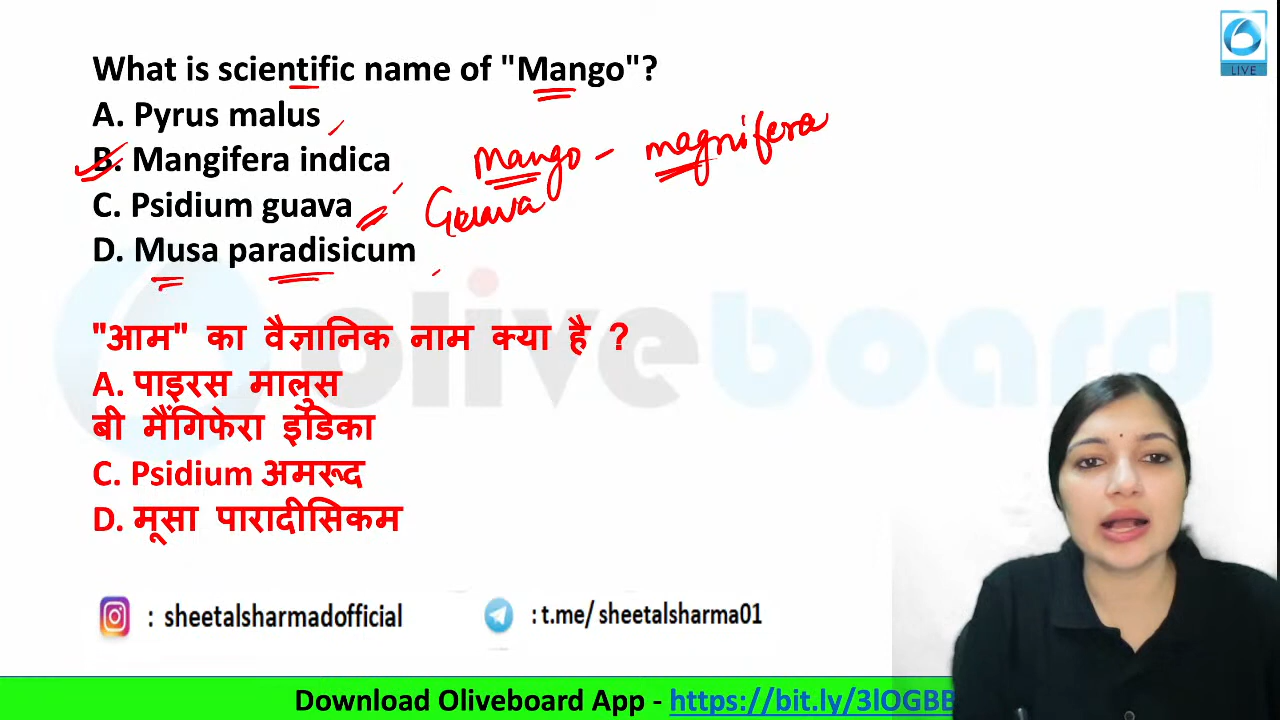 What is scientific name of "Mango"?
A. Pyrus malus
B. Mangifera indica
Mango - magnifera
C. Psidium guava
Guava
D. Musa paradisicum
"आम" का वैज्ञानिक नाम क्या है ?
A. पाइरस मालुस
बी मैंगिफेरा इंडिका
C. Psidium अमरूद
D. मूसा पारादीसिकम
oliveboard
LIVE
: sheetalsharmadofficial
: t.me/ sheetalsharma01
Download Oliveboard App - https://bit.ly/3lOGBB